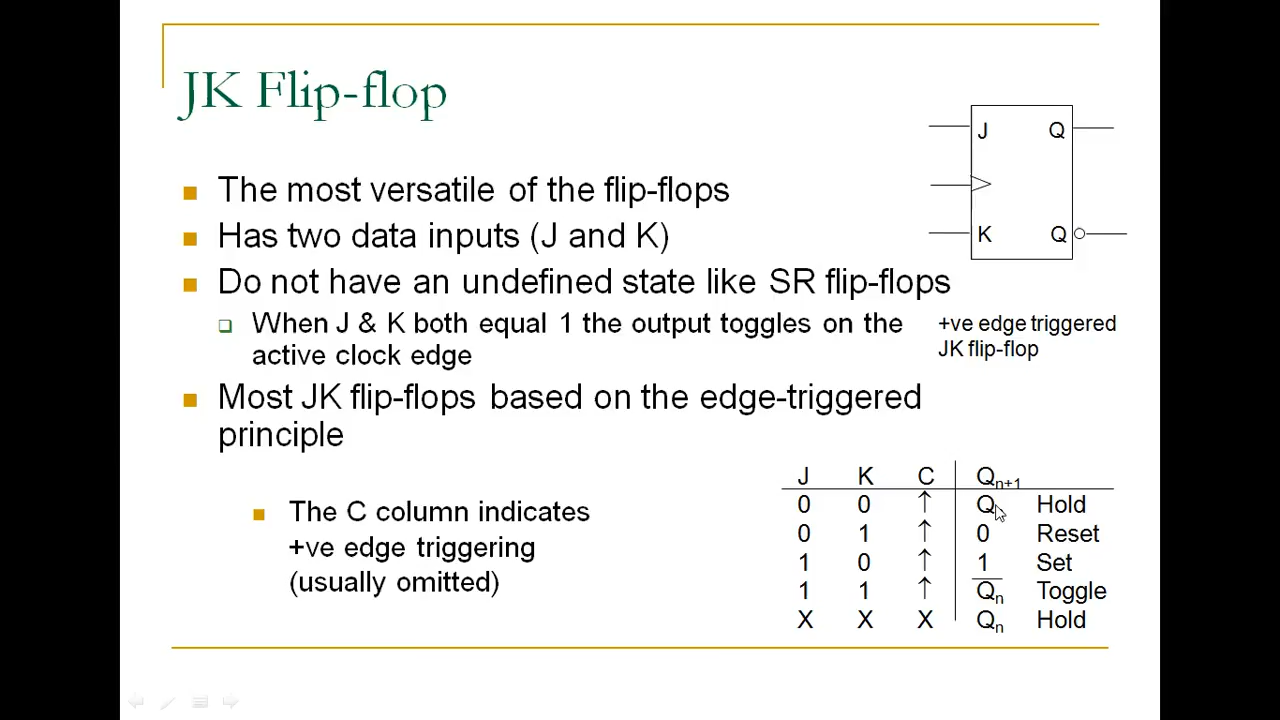 JK Flip-flop
The most versatile of the flip-flops
Has two data inputs (J and K)
Do not have an undefined state like SR flip-flops
When J & K both equal 1 the output toggles on the
active clock edge
Most JK flip-flops based on the edge-triggered
principle
The C column indicates
+ve edge triggering
(usually omitted)
J Q
K Q
+ve edge triggered
JK flip-flop
J K C Qn+1
0 0 ↑ Q Hold
0 1 ↑ 0 Reset
1 0 ↑ 1 Set
1 1 ↑ Q̅n Toggle
X X X Qn Hold